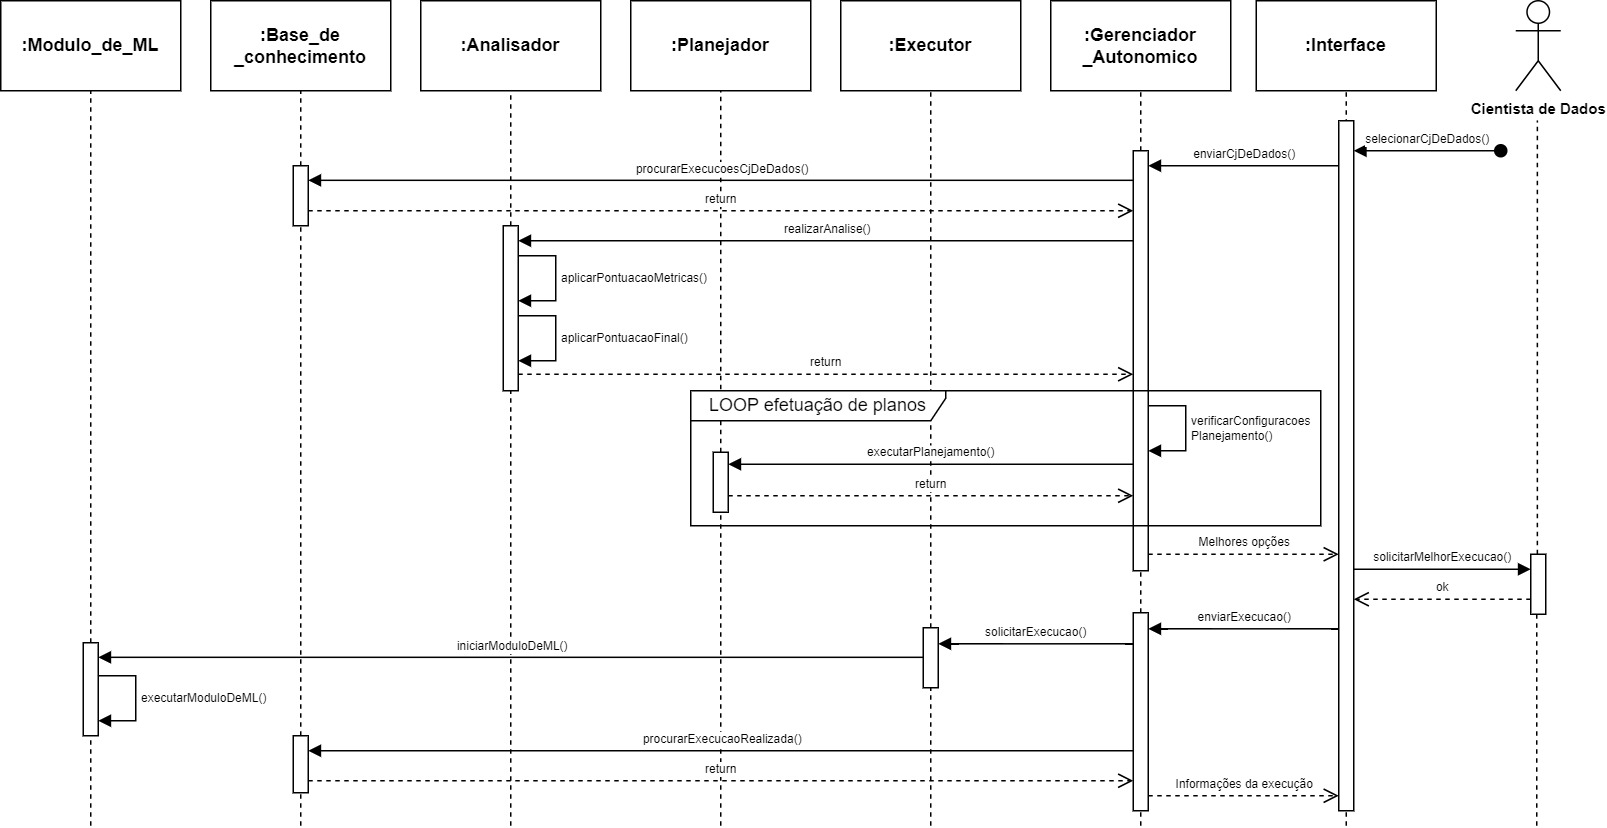 :Modulo_de_ML
:Base_de
_conhecimento
:Analisador
:Planejador
:Executor
:Gerenciador
_Autonomico
:Interface
Cientista de Dados
selecionarCjDeDados()
enviarCjDeDados()
procurarExecucoesCjDeDados()
return
realizarAnalise()
aplicarPontuacaoMetricas()
aplicarPontuacaoFinal()
return
LOOP efetuação de planos
verificarConfiguracoes
Planejamento()
executarPlanejamento()
return
Melhores opções
solicitarMelhorExecucao()
ok
enviarExecucao()
solicitarExecucao()
iniciarModuloDeML()
executarModuloDeML()
procurarExecucaoRealizada()
return
Informações da execução